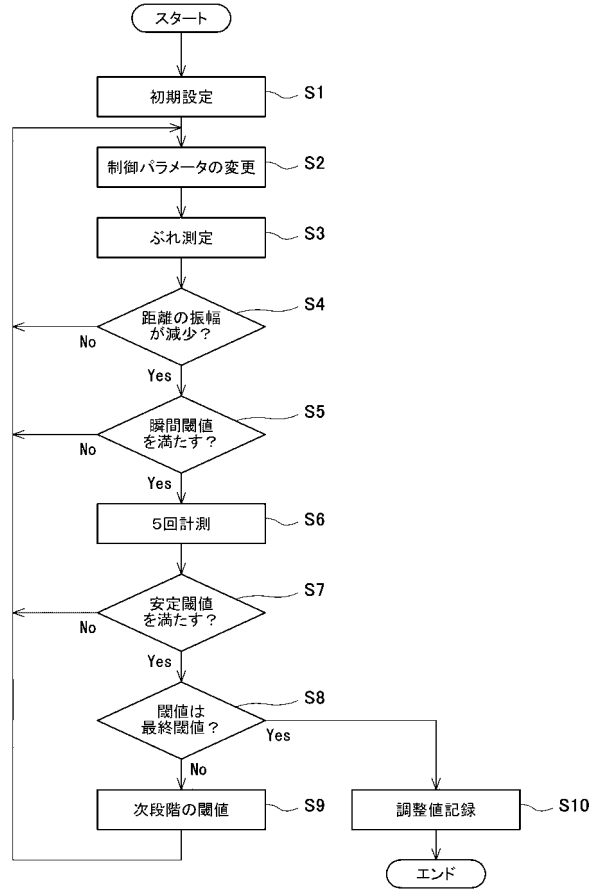 スタート
初期設定
S1
制御パラメータの変更
S2
ぶれ測定
S3
距離の振幅
が減少？
S4
No
Yes
瞬間閾値
を満たす？
S5
No
Yes
5回計測
S6
安定閾値
を満たす？
S7
No
Yes
閾値は
最終閾値？
S8
Yes
No
次段階の閾値
S9
調整値記録
S10
エンド